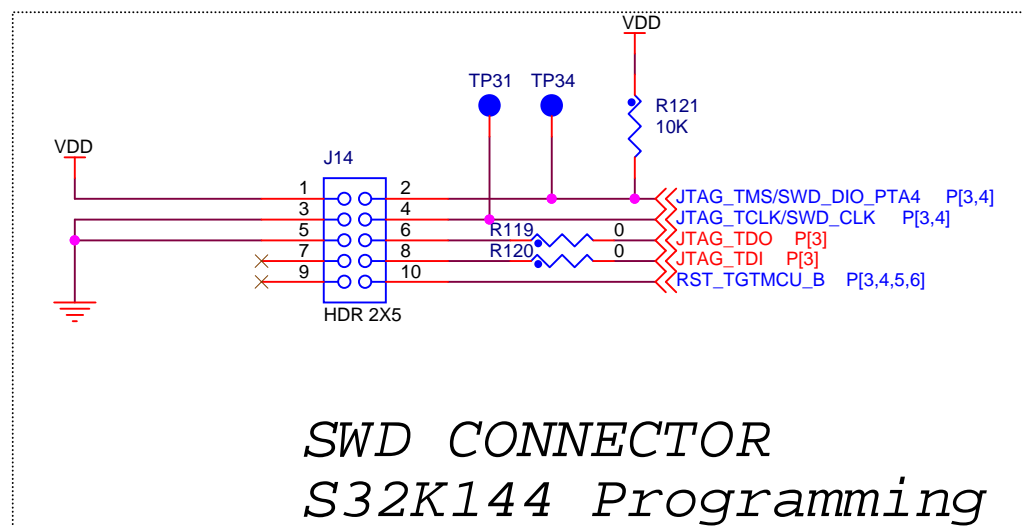 VDD
TP31 TP34
R121
10K
VDD
J14
1 2 JTAG_TMS/SWD_DIO_PTA4 P[3,4]
3 4 JTAG_TCLK/SWD_CLK P[3,4]
5 6 R119 0 JTAG_TDO P[3]
7 8 R120 0 JTAG_TDI P[3]
9 10 RST_TGTMCU_B P[3,4,5,6]
HDR 2X5
SWD CONNECTOR
S32K144 Programming